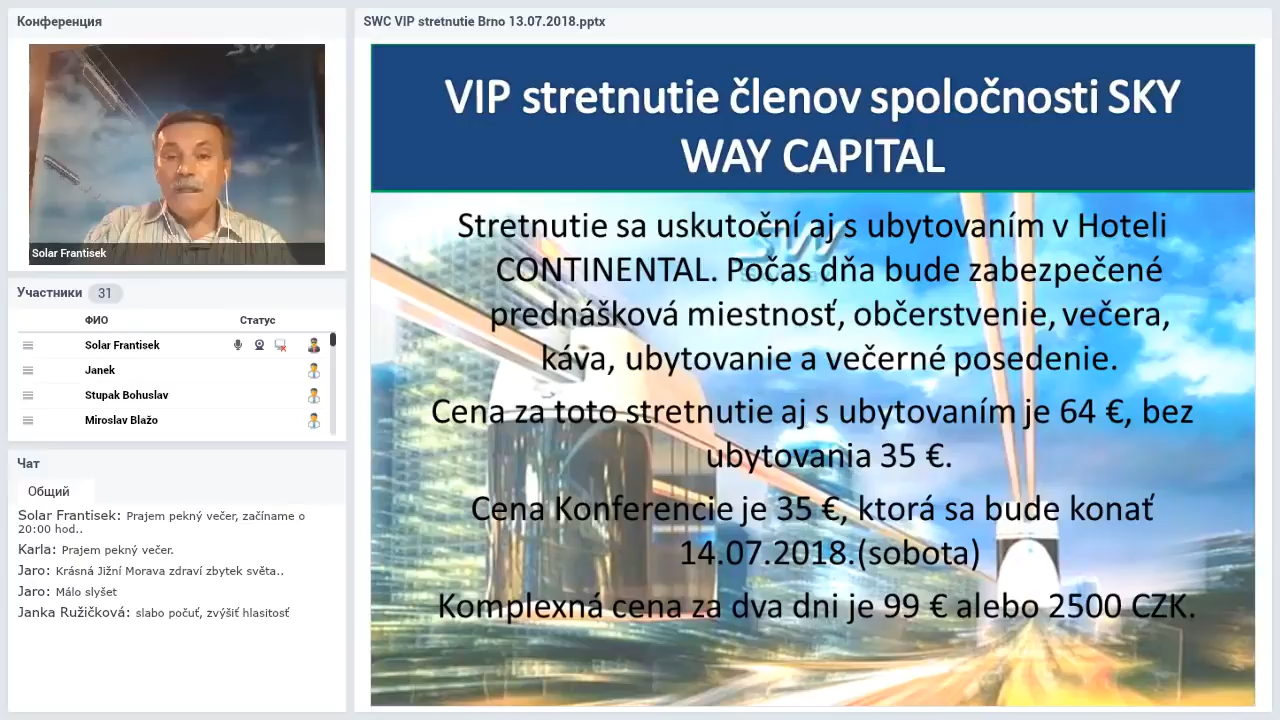 Конференция
Solar Frantisek
Участники 31
ФИО Статус
Solar Frantisek
Janek
Stupak Bohuslav
Miroslav Blažo
Чат
Общий
Solar Frantisek: Prajem pekný večer, začíname o
20:00 hod..
Karla: Prajem pekný večer.
Jaro: Krásná Jižní Morava zdraví zbytek světa..
Jaro: Málo slyšet
Janka Ružičková: slabo počuť, zvýšiť hlasitosť
SWC VIP stretnutie Brno 13.07.2018.pptx
VIP stretnutie členov spoločnosti SKY
WAY CAPITAL
Stretnutie sa uskutoční aj s ubytovaním v Hoteli
CONTINENTAL. Počas dňa bude zabezpečené
prednášková miestnosť, občerstvenie, večera,
káva, ubytovanie a večerné posedenie.
Cena za toto stretnutie aj s ubytovaním je 64 €, bez
ubytovania 35 €.
Cena Konferencie je 35 €, ktorá sa bude konať
14.07.2018.(sobota)
Komplexná cena za dva dni je 99 € alebo 2500 CZK.